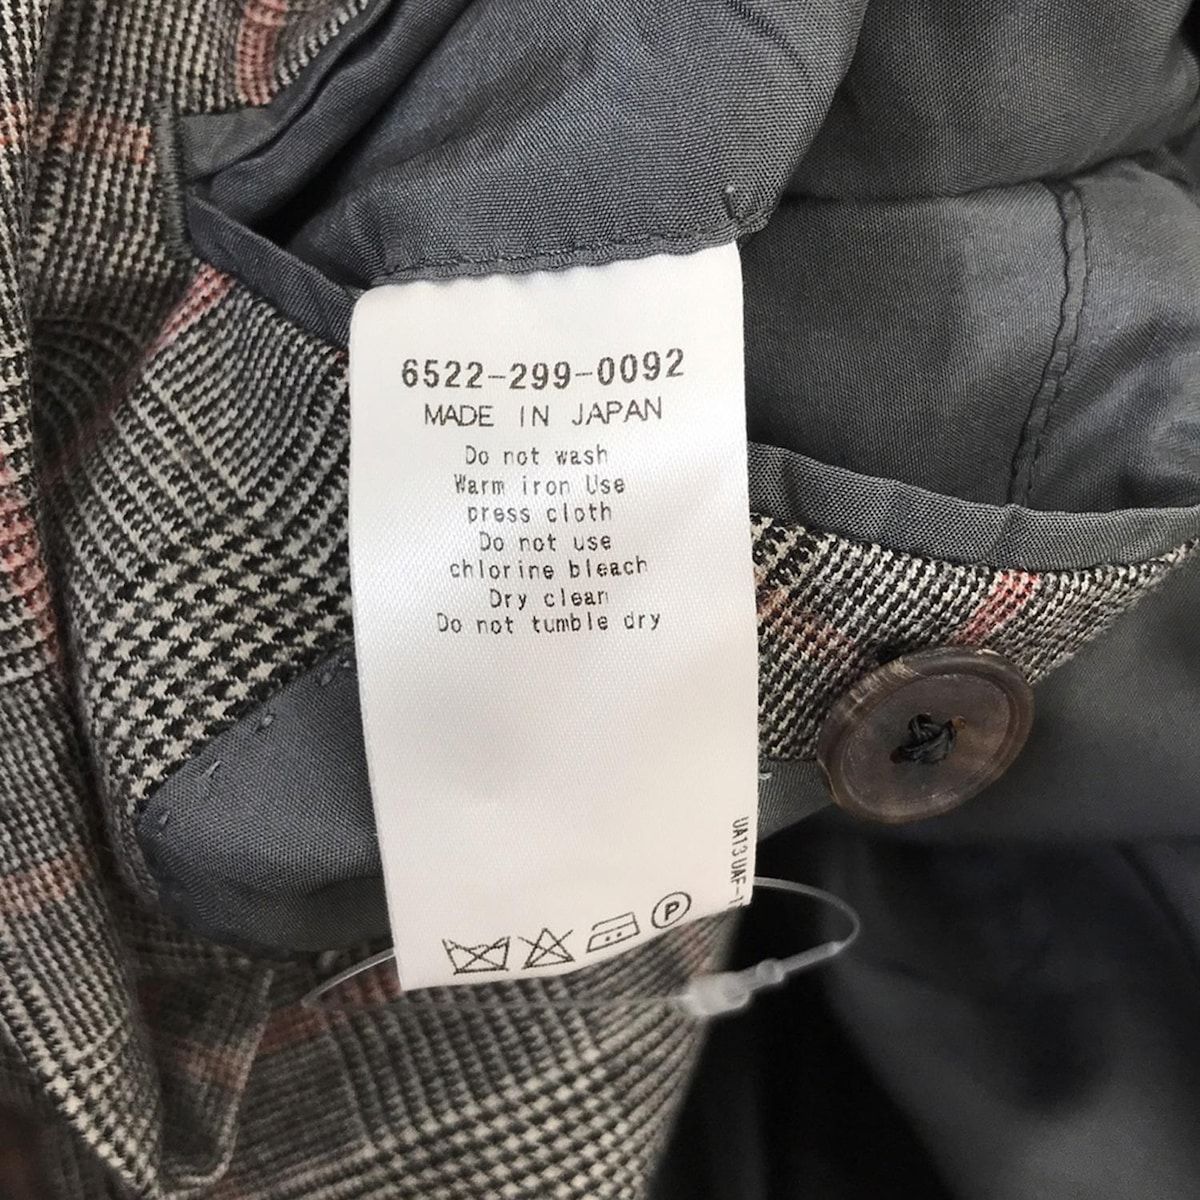 6522-299-0092
MADE IN JAPAN
Do not wash
Warm iron Use
press cloth
Do not use
chlorine bleach
Dry clean
Do not tumble dry
UA13UAF-
P